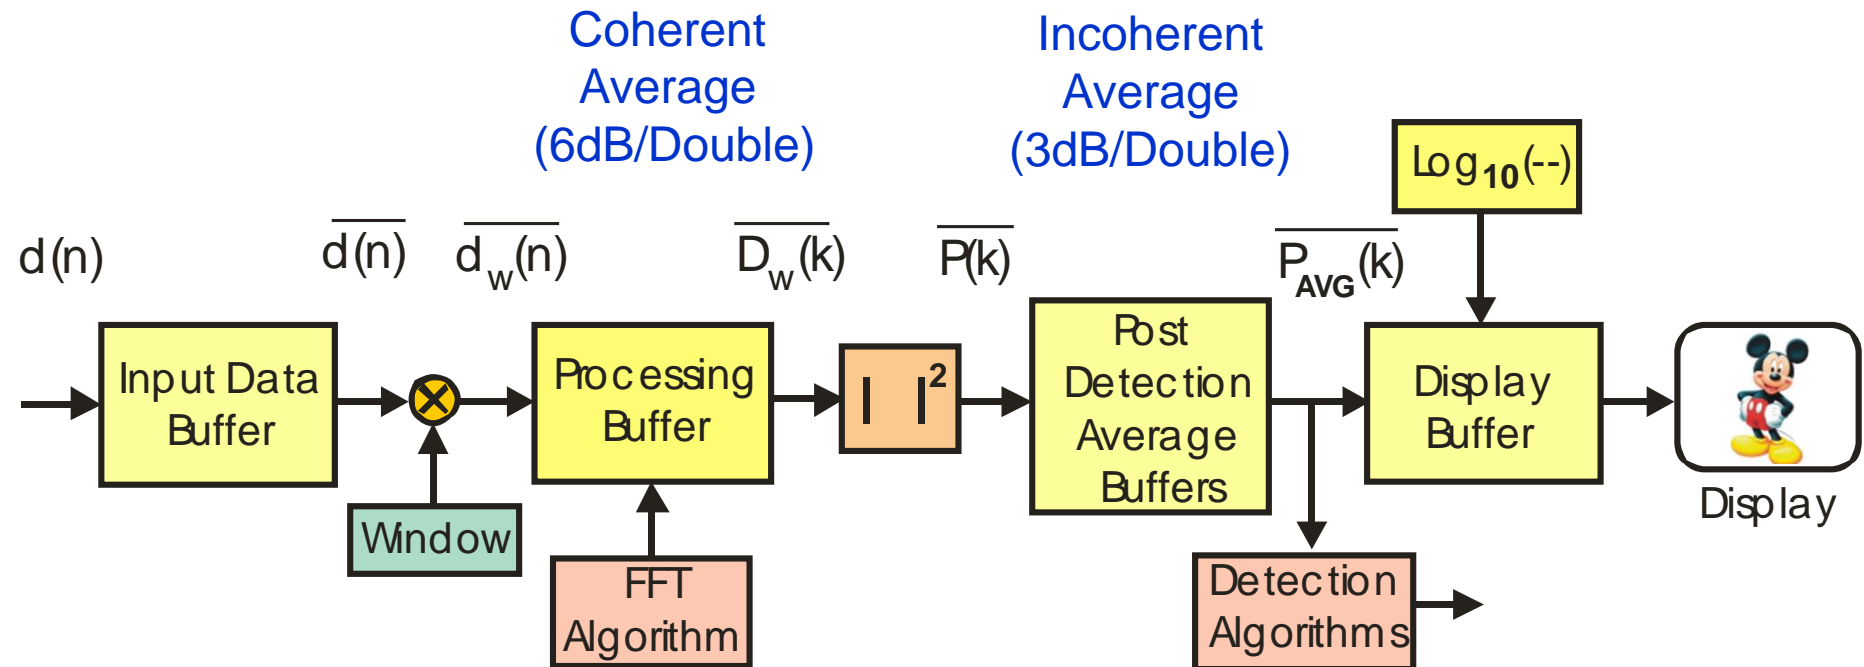 Coherent
Average
(6dB/Double)
Incoherent
Average
(3dB/Double)
Log10(--)
d(n)
d(n)
dw(n)
Dw(k)
P(k)
PAVG(k)
Input Data
Buffer
Window
Processing
Buffer
FFT
Algorithm
| |2
Post
Detection
Average
Buffers
Detection
Algorithms
Display
Buffer
Display